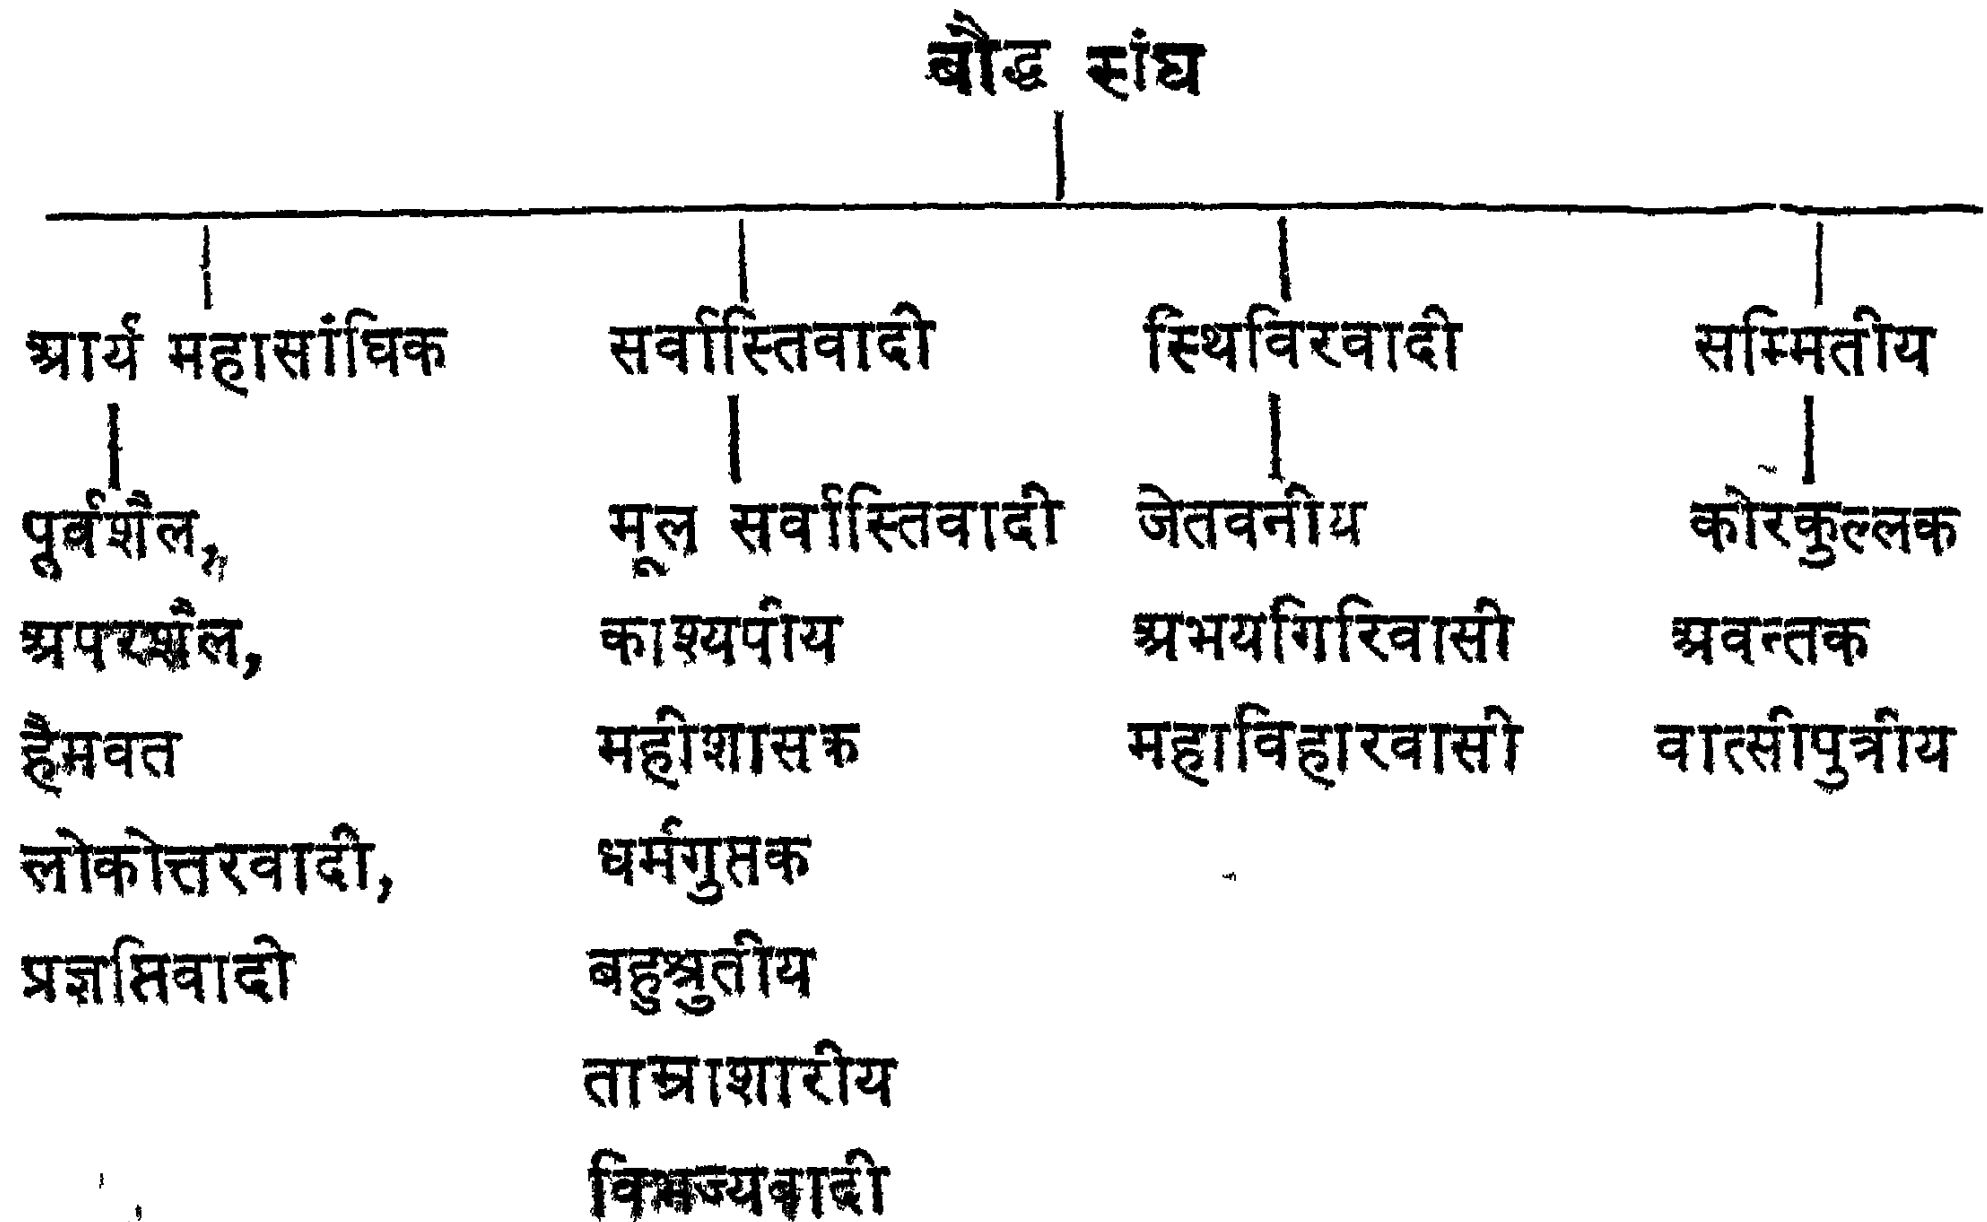 बौद्ध संघ
आर्य महासांघिक
सर्वास्तिवादी
स्थिविरवादी
सम्मितीय
पूर्वशैल,
अपरशैल,
हैमवत
लोकोत्तरवादी,
प्रज्ञप्तिवादी
मूल सर्वास्तिवादी
काश्यपीय
महीशासक
धर्मगुप्तक
बहुश्रुतीय
ताम्राशारीय
विभज्यवादी
जेतवनीय
अभयगिरिवासी
महाविहारवासी
कोरकुल्लक
अवन्तक
वात्सीपुत्रीय